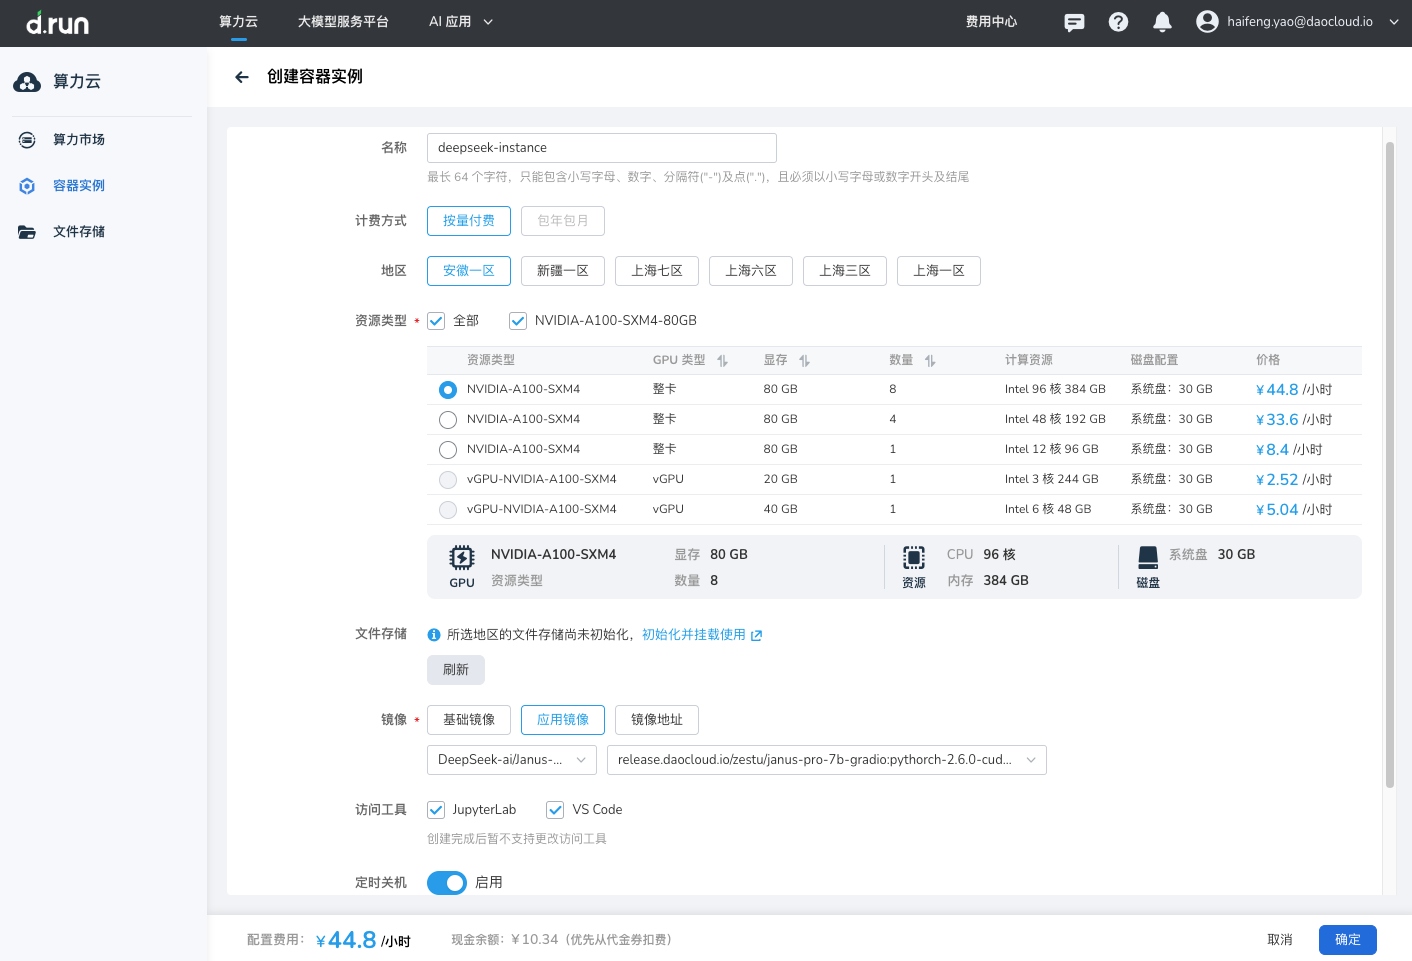 d.run 算力云 大模型服务平台 AI 应用 费用中心 haifeng.yao@daocloud.io
算力云
算力市场
容器实例
文件存储
创建容器实例
名称 deepseek-instance
最长 64 个字符，只能包含小写字母、数字、分隔符("-")及点(".")，且必须以小写字母或数字开头及结尾
计费方式 按量付费 包年包月
地区 安徽一区 新疆一区 上海七区 上海六区 上海三区 上海一区
资源类型 * 全部 NVIDIA-A100-SXM4-80GB
资源类型 GPU 类型 显存 数量 计算资源 磁盘配置 价格
NVIDIA-A100-SXM4 整卡 80 GB 8 Intel 96 核 384 GB 系统盘：30 GB ￥44.8 /小时
NVIDIA-A100-SXM4 整卡 80 GB 4 Intel 48 核 192 GB 系统盘：30 GB ￥33.6 /小时
NVIDIA-A100-SXM4 整卡 80 GB 1 Intel 12 核 96 GB 系统盘：30 GB ￥8.4 /小时
vGPU-NVIDIA-A100-SXM4 vGPU 20 GB 1 Intel 3 核 244 GB 系统盘：30 GB ￥2.52 /小时
vGPU-NVIDIA-A100-SXM4 vGPU 40 GB 1 Intel 6 核 48 GB 系统盘：30 GB ￥5.04 /小时
NVIDIA-A100-SXM4 显存 80 GB CPU 96 核 系统盘 30 GB
GPU 资源类型 数量 8 资源 内存 384 GB 磁盘
文件存储 所选地区的文件存储尚未初始化，初始化并挂载使用
刷新
镜像 * 基础镜像 应用镜像 镜像地址
DeepSeek-ai/Janus-... release.daocloud.io/zestu/janus-pro-7b-gradio:pythorch-2.6.0-cud...
访问工具 JupyterLab VS Code
创建完成后暂不支持更改访问工具
定时关机 启用
配置费用： ￥44.8 /小时 现金余额：￥10.34（优先从代金券扣费） 取消 确定